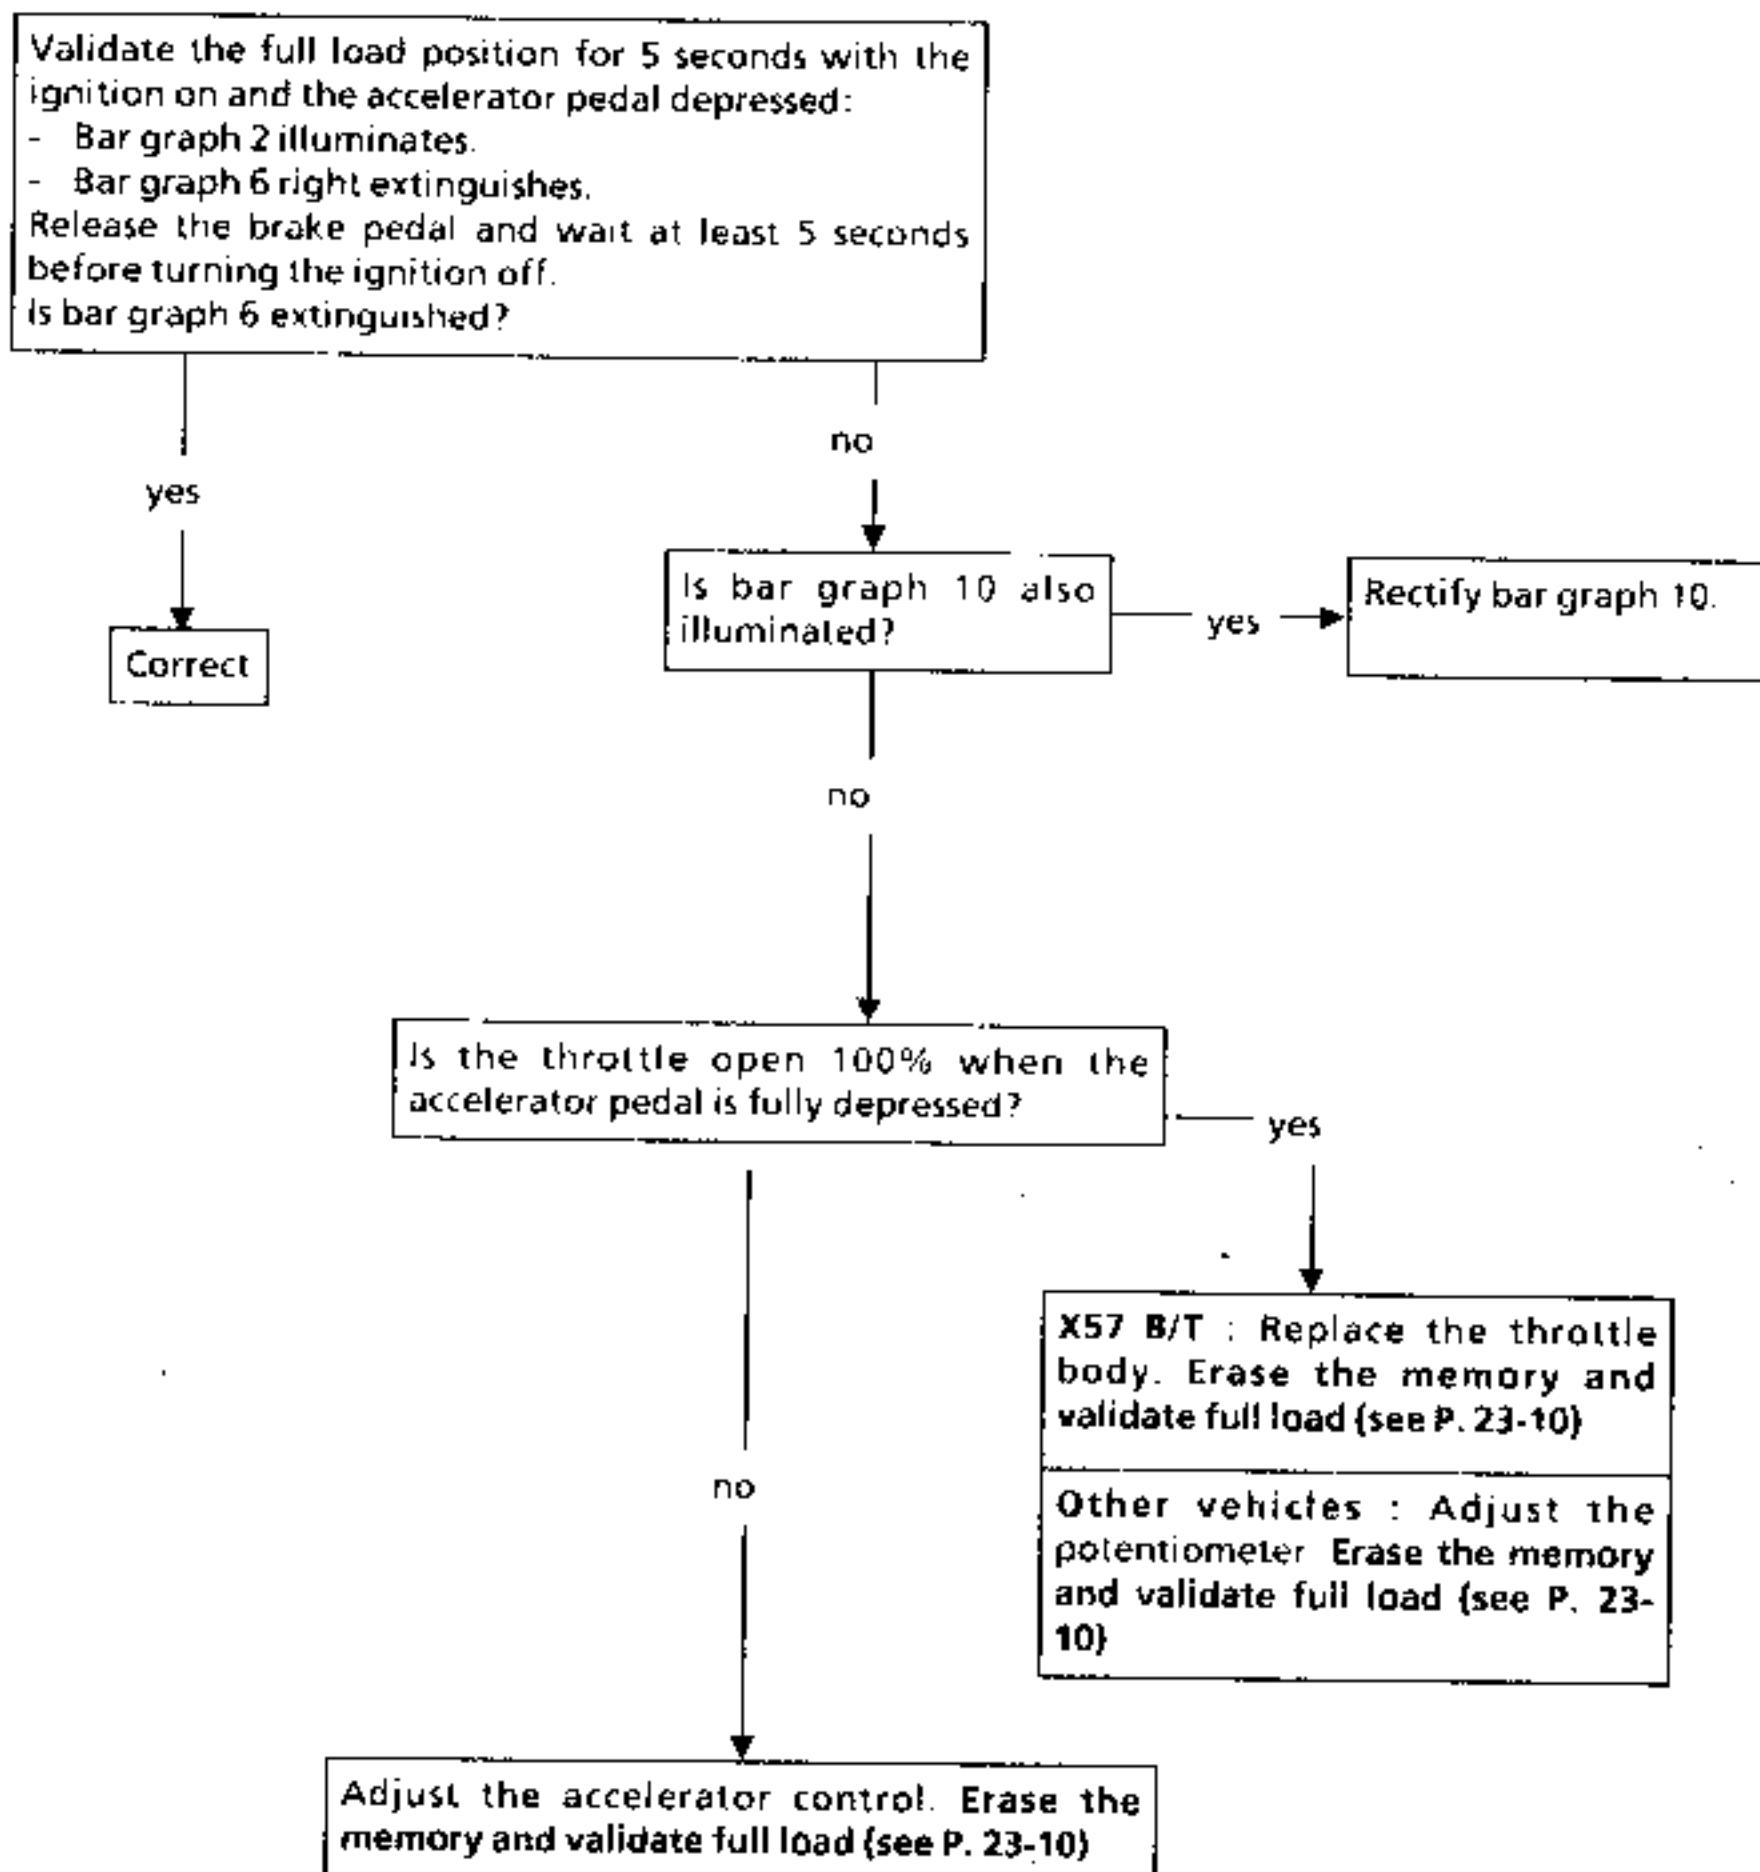 Validate the full load position for 5 seconds with the
ignition on and the accelerator pedal depressed:
- Bar graph 2 illuminates.
- Bar graph 6 right extinguishes.
Release the brake pedal and wait at least 5 seconds
before turning the ignition off.
Is bar graph 6 extinguished?
no
yes
Is bar graph 10 also
illuminated?
yes
Rectify bar graph 10.
Correct
no
Is the throttle open 100% when the
accelerator pedal is fully depressed?
yes
X57 B/T : Replace the throttle
body. Erase the memory and
validate full load (see P. 23-10)
no
Other vehicles : Adjust the
potentiometer Erase the memory
and validate full load (see P. 23-
10)
Adjust the accelerator control. Erase the
memory and validate full load (see P. 23-10)